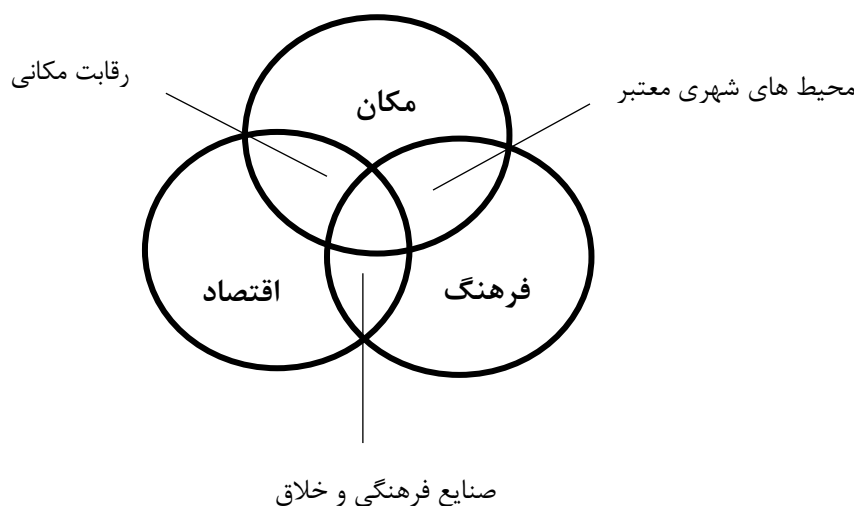 رقابت مکانی
محیط های شهری معتبر
مکان
اقتصاد
فرهنگ
صنایع فرهنگی و خلاق